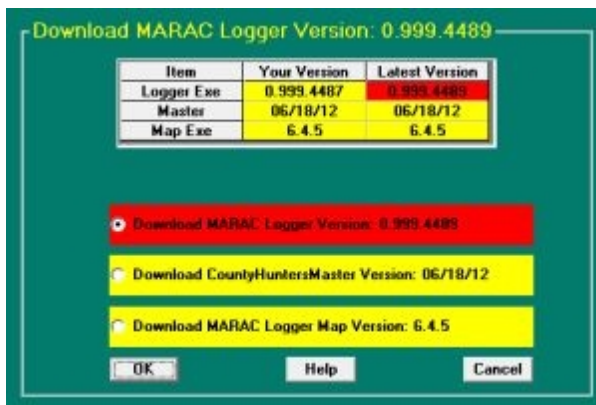 Download MARAC Logger Version: 0.999.4489
Item Your Version Latest Version
Logger Exe 0.999.4487 0.999.4489
Master 06/18/12 06/18/12
Map Exe 6.4.5 6.4.5
Download MARAC Logger Version: 0.999.4489
Download CountyHuntersMaster Version: 06/18/12
Download MARAC Logger Map Version: 6.4.5
OK Help Cancel